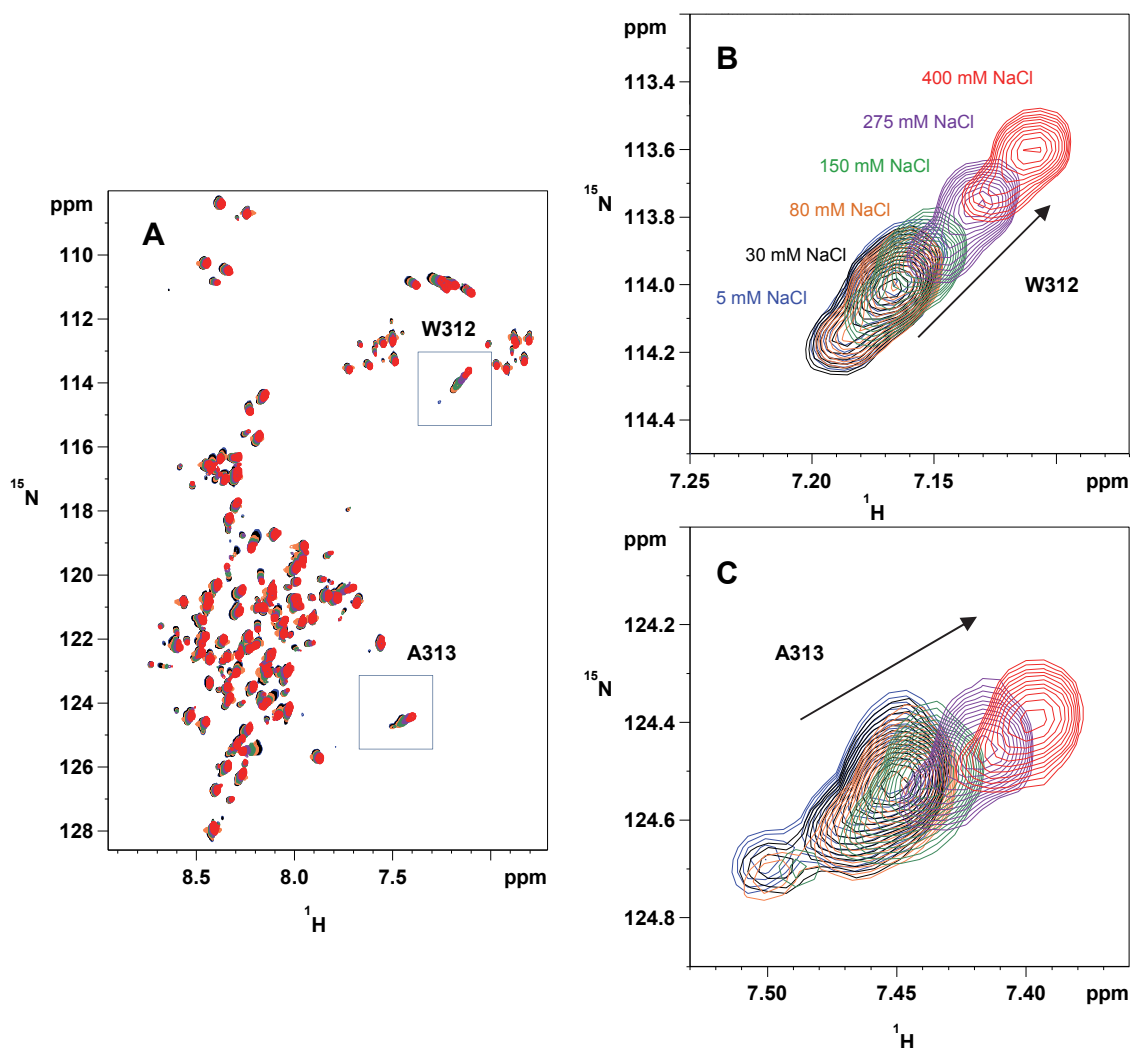 A
ppm
110
112
114
116
118
120
122
124
126
128
15N
W312
A313
8.5
8.0
7.5
ppm
1H
B
ppm
113.4
113.6
113.8
114.0
114.2
114.4
15N
400 mM NaCl
275 mM NaCl
150 mM NaCl
80 mM NaCl
30 mM NaCl
5 mM NaCl
W312
7.25
7.20
7.15
ppm
1H
C
ppm
124.2
124.4
124.6
124.8
15N
A313
7.50
7.45
7.40
ppm
1H